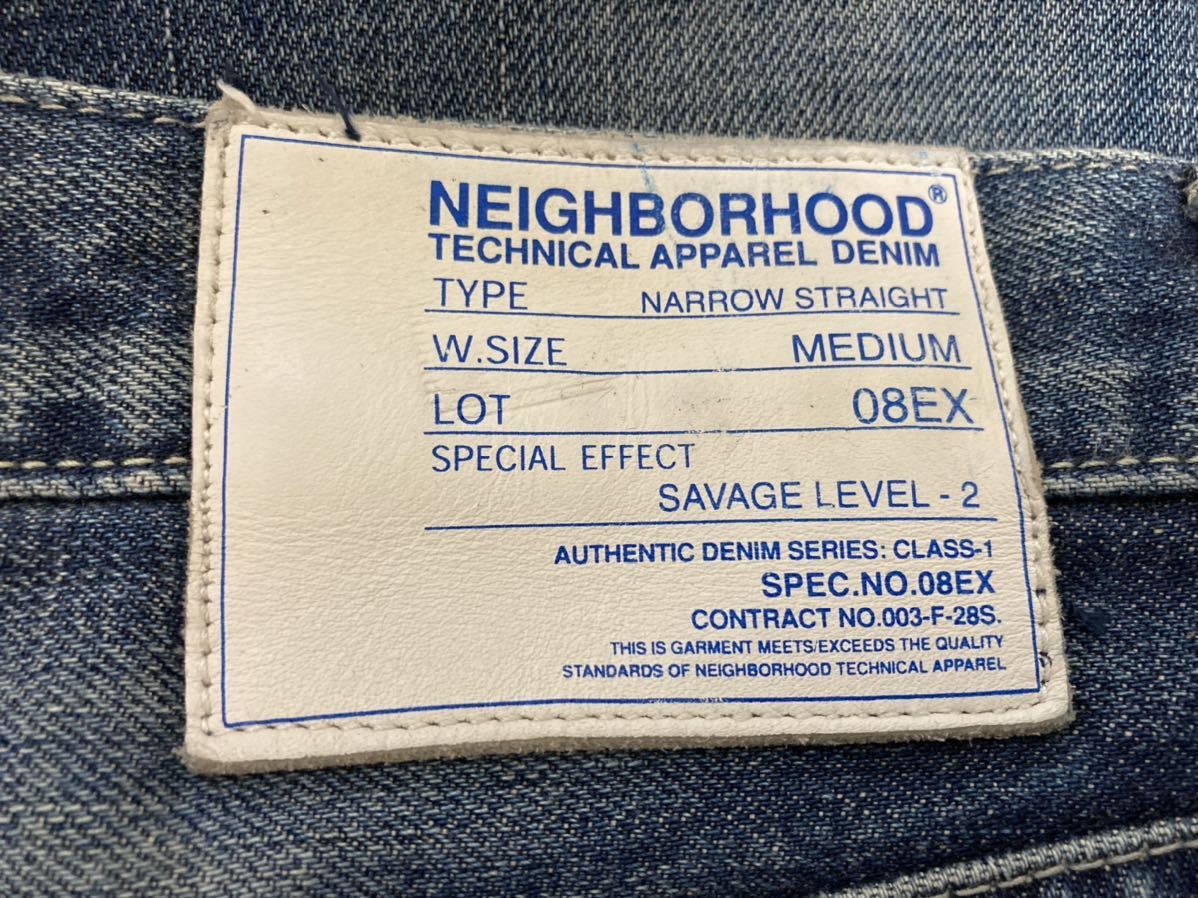 NEIGHBORHOOD®
TECHNICAL APPAREL DENIM
TYPE NARROW STRAIGHT
W.SIZE MEDIUM
LOT 08EX
SPECIAL EFFECT
SAVAGE LEVEL - 2
AUTHENTIC DENIM SERIES: CLASS-1
SPEC.NO.08EX
CONTRACT NO.003-F-28S.
THIS IS GARMENT MEETS/EXCEEDS THE QUALITY
STANDARDS OF NEIGHBORHOOD TECHNICAL APPAREL